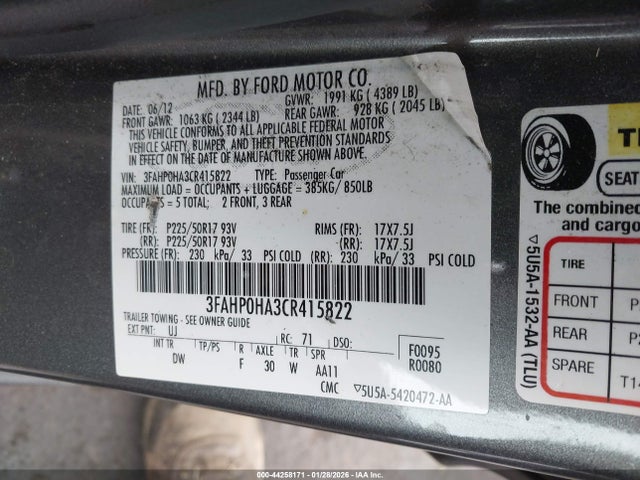 MFD. BY FORD MOTOR CO.
DATE: 06/12 GVWR: 1991 KG ( 4389 LB)
FRONT GAWR: 1063 KG ( 2344 LB) REAR GAWR: 928 KG ( 2045 LB)
THIS VEHICLE CONFORMS TO ALL APPLICABLE FEDERAL MOTOR
VEHICLE SAFETY, BUMPER, AND THEFT PREVENTION STANDARDS
IN EFFECT ON THE DATE OF MANUFACTURE SHOWN ABOVE.
VIN: 3FAHP0HA3CR415822 TYPE: Passenger Car
MAXIMUM LOAD = OCCUPANTS + LUGGAGE = 385KG/ 850LB
OCCUPANTS = 5 TOTAL; 2 FRONT, 3 REAR
TIRE (FR): P225/50R17 93V RIMS (FR): 17X7.5J
(RR): P225/50R17 93V (RR): 17X7.5J
PRESSURE (FR): 230 kPa/ 33 PSI COLD (RR): 230 kPa/ 33 PSI COLD
3FAHP0HA3CR415822
TRAILER TOWING - SEE OWNER GUIDE
EXT PNT: UJ RC: 71 DSO: F0095
R0080
INT TR TP/PS R AXLE TR SPR
DW F 30 W AA11
CMC ▽5U5A-5420472-AA
SEAT
The combined
and cargo
TIRE
FRONT P
REAR P2
SPARE T14
▽5U5A-1532-AA (TLU)
000-44258171 | 01/28/2026 | IAA, Inc.